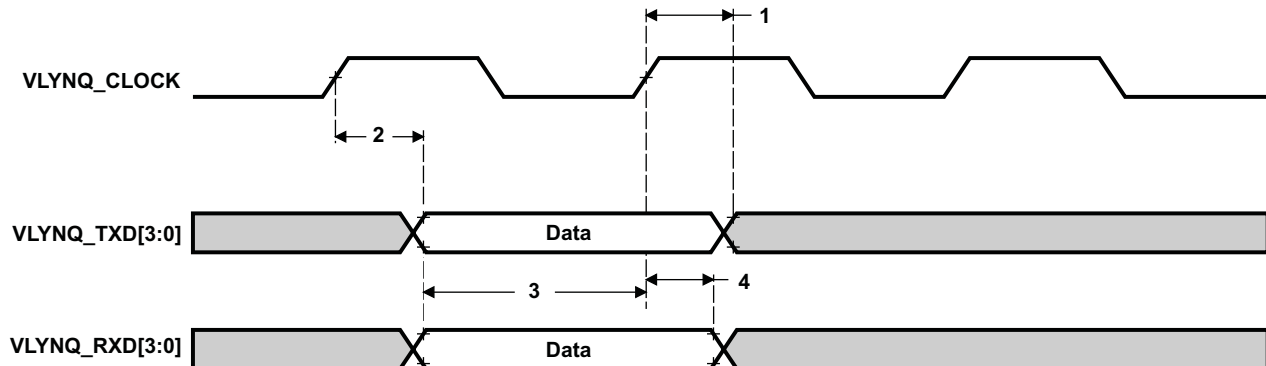 1
VLYNQ_CLOCK
2
VLYNQ_TXD[3:0]
Data
3
4
VLYNQ_RXD[3:0]
Data